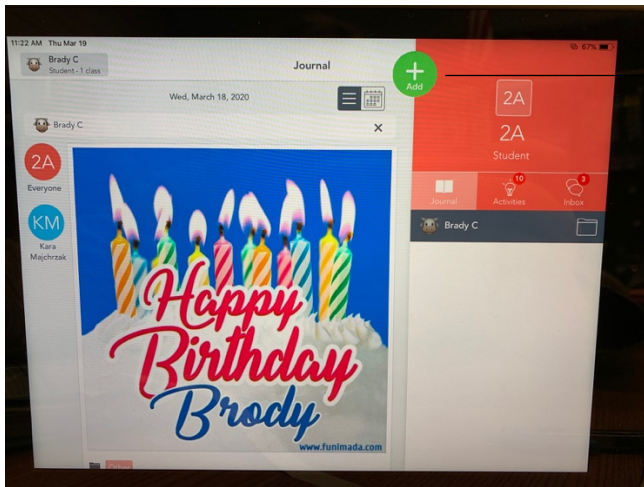 11:22 AM Thu Mar 19
67%
Brady C
Student - 1 class
Journal
Add
Wed, March 18, 2020
Brady C
2A
Everyone
KM
Kara
Majchrzak
Happy
Birthday
Brody
www.funimada.com
Other
2A
2A
Student
Journal
10
Activities
3
Inbox
Brady C